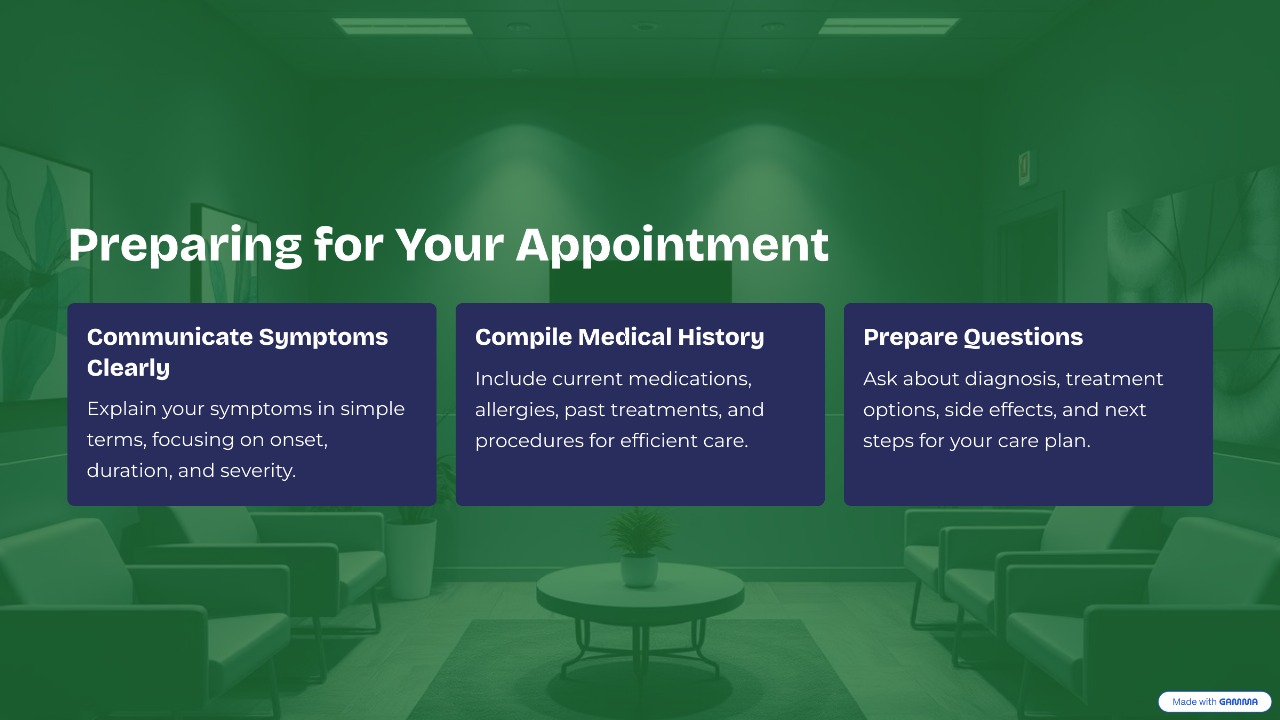 Preparing for Your Appointment
Communicate Symptoms
Clearly
Explain your symptoms in simple
terms, focusing on onset,
duration, and severity.
Compile Medical History
Include current medications,
allergies, past treatments, and
procedures for efficient care.
Prepare Questions
Ask about diagnosis, treatment
options, side effects, and next
steps for your care plan.
Made with GAMMA